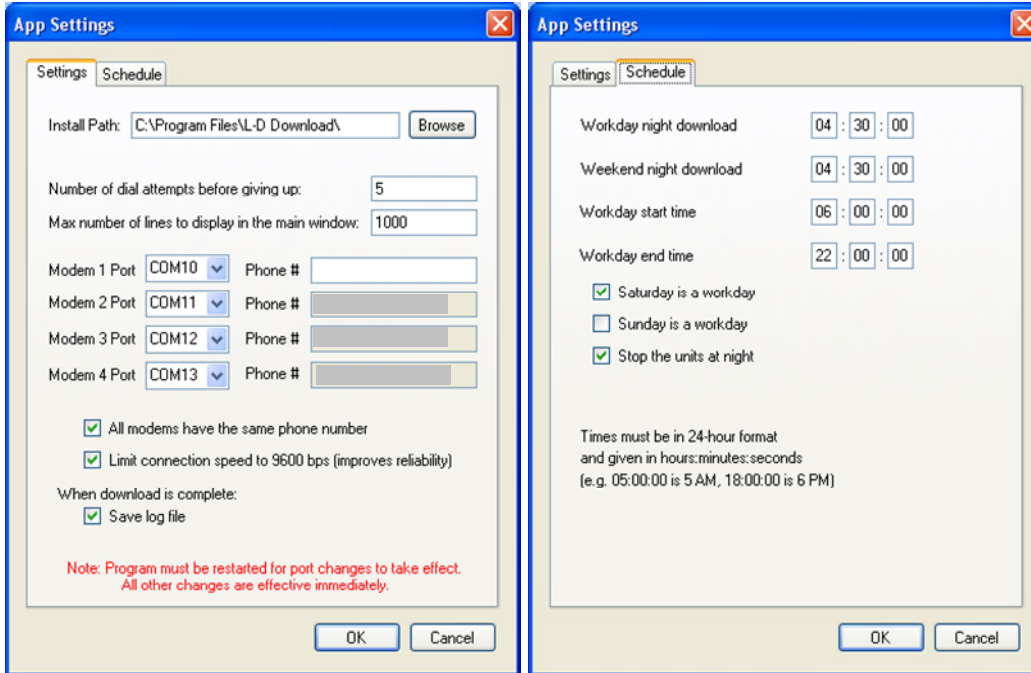 App Settings
Settings
Schedule
Install Path: C:\Program Files\L-D Download\ Browse
Number of dial attempts before giving up: 5
Max number of lines to display in the main window: 1000
Modem 1 Port COM10 Phone #
Modem 2 Port COM11 Phone #
Modem 3 Port COM12 Phone #
Modem 4 Port COM13 Phone #
All modems have the same phone number
Limit connection speed to 9600 bps (improves reliability)
When download is complete:
Save log file
Note: Program must be restarted for port changes to take effect.
All other changes are effective immediately.
OK Cancel
App Settings
Settings
Schedule
Workday night download 04 : 30 : 00
Weekend night download 04 : 30 : 00
Workday start time 06 : 00 : 00
Workday end time 22 : 00 : 00
Saturday is a workday
Sunday is a workday
Stop the units at night
Times must be in 24-hour format
and given in hours:minutes:seconds
(e.g. 05:00:00 is 5 AM, 18:00:00 is 6 PM)
OK Cancel